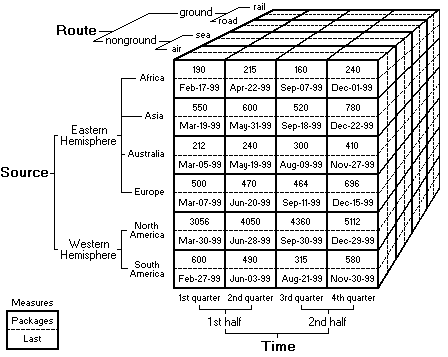 ground
rail
Route
road
nonground
sea
air
190 215 160 240
Africa
Feb-17-99 Apr-22-99 Sep-07-99 Dec-01-99
550 600 520 780
Asia
Mar-19-99 May-31-99 Sep-18-99 Dec-22-99
Eastern
Hemisphere
212 240 300 410
Australia
Mar-05-99 May-19-99 Aug-09-99 Nov-27-99
Source
500 470 464 696
Europe
Mar-07-99 Jun-20-99 Sep-11-99 Dec-15-99
North
America
3056 4050 4360 5112
Mar-30-99 Jun-28-99 Sep-30-99 Dec-29-99
Western
Hemisphere
South
America
600 490 315 580
Feb-27-99 Jun-03-99 Aug-21-99 Nov-30-99
1st quarter 2nd quarter 3rd quarter 4th quarter
Measures
Packages
Last
1st half 2nd half
Time